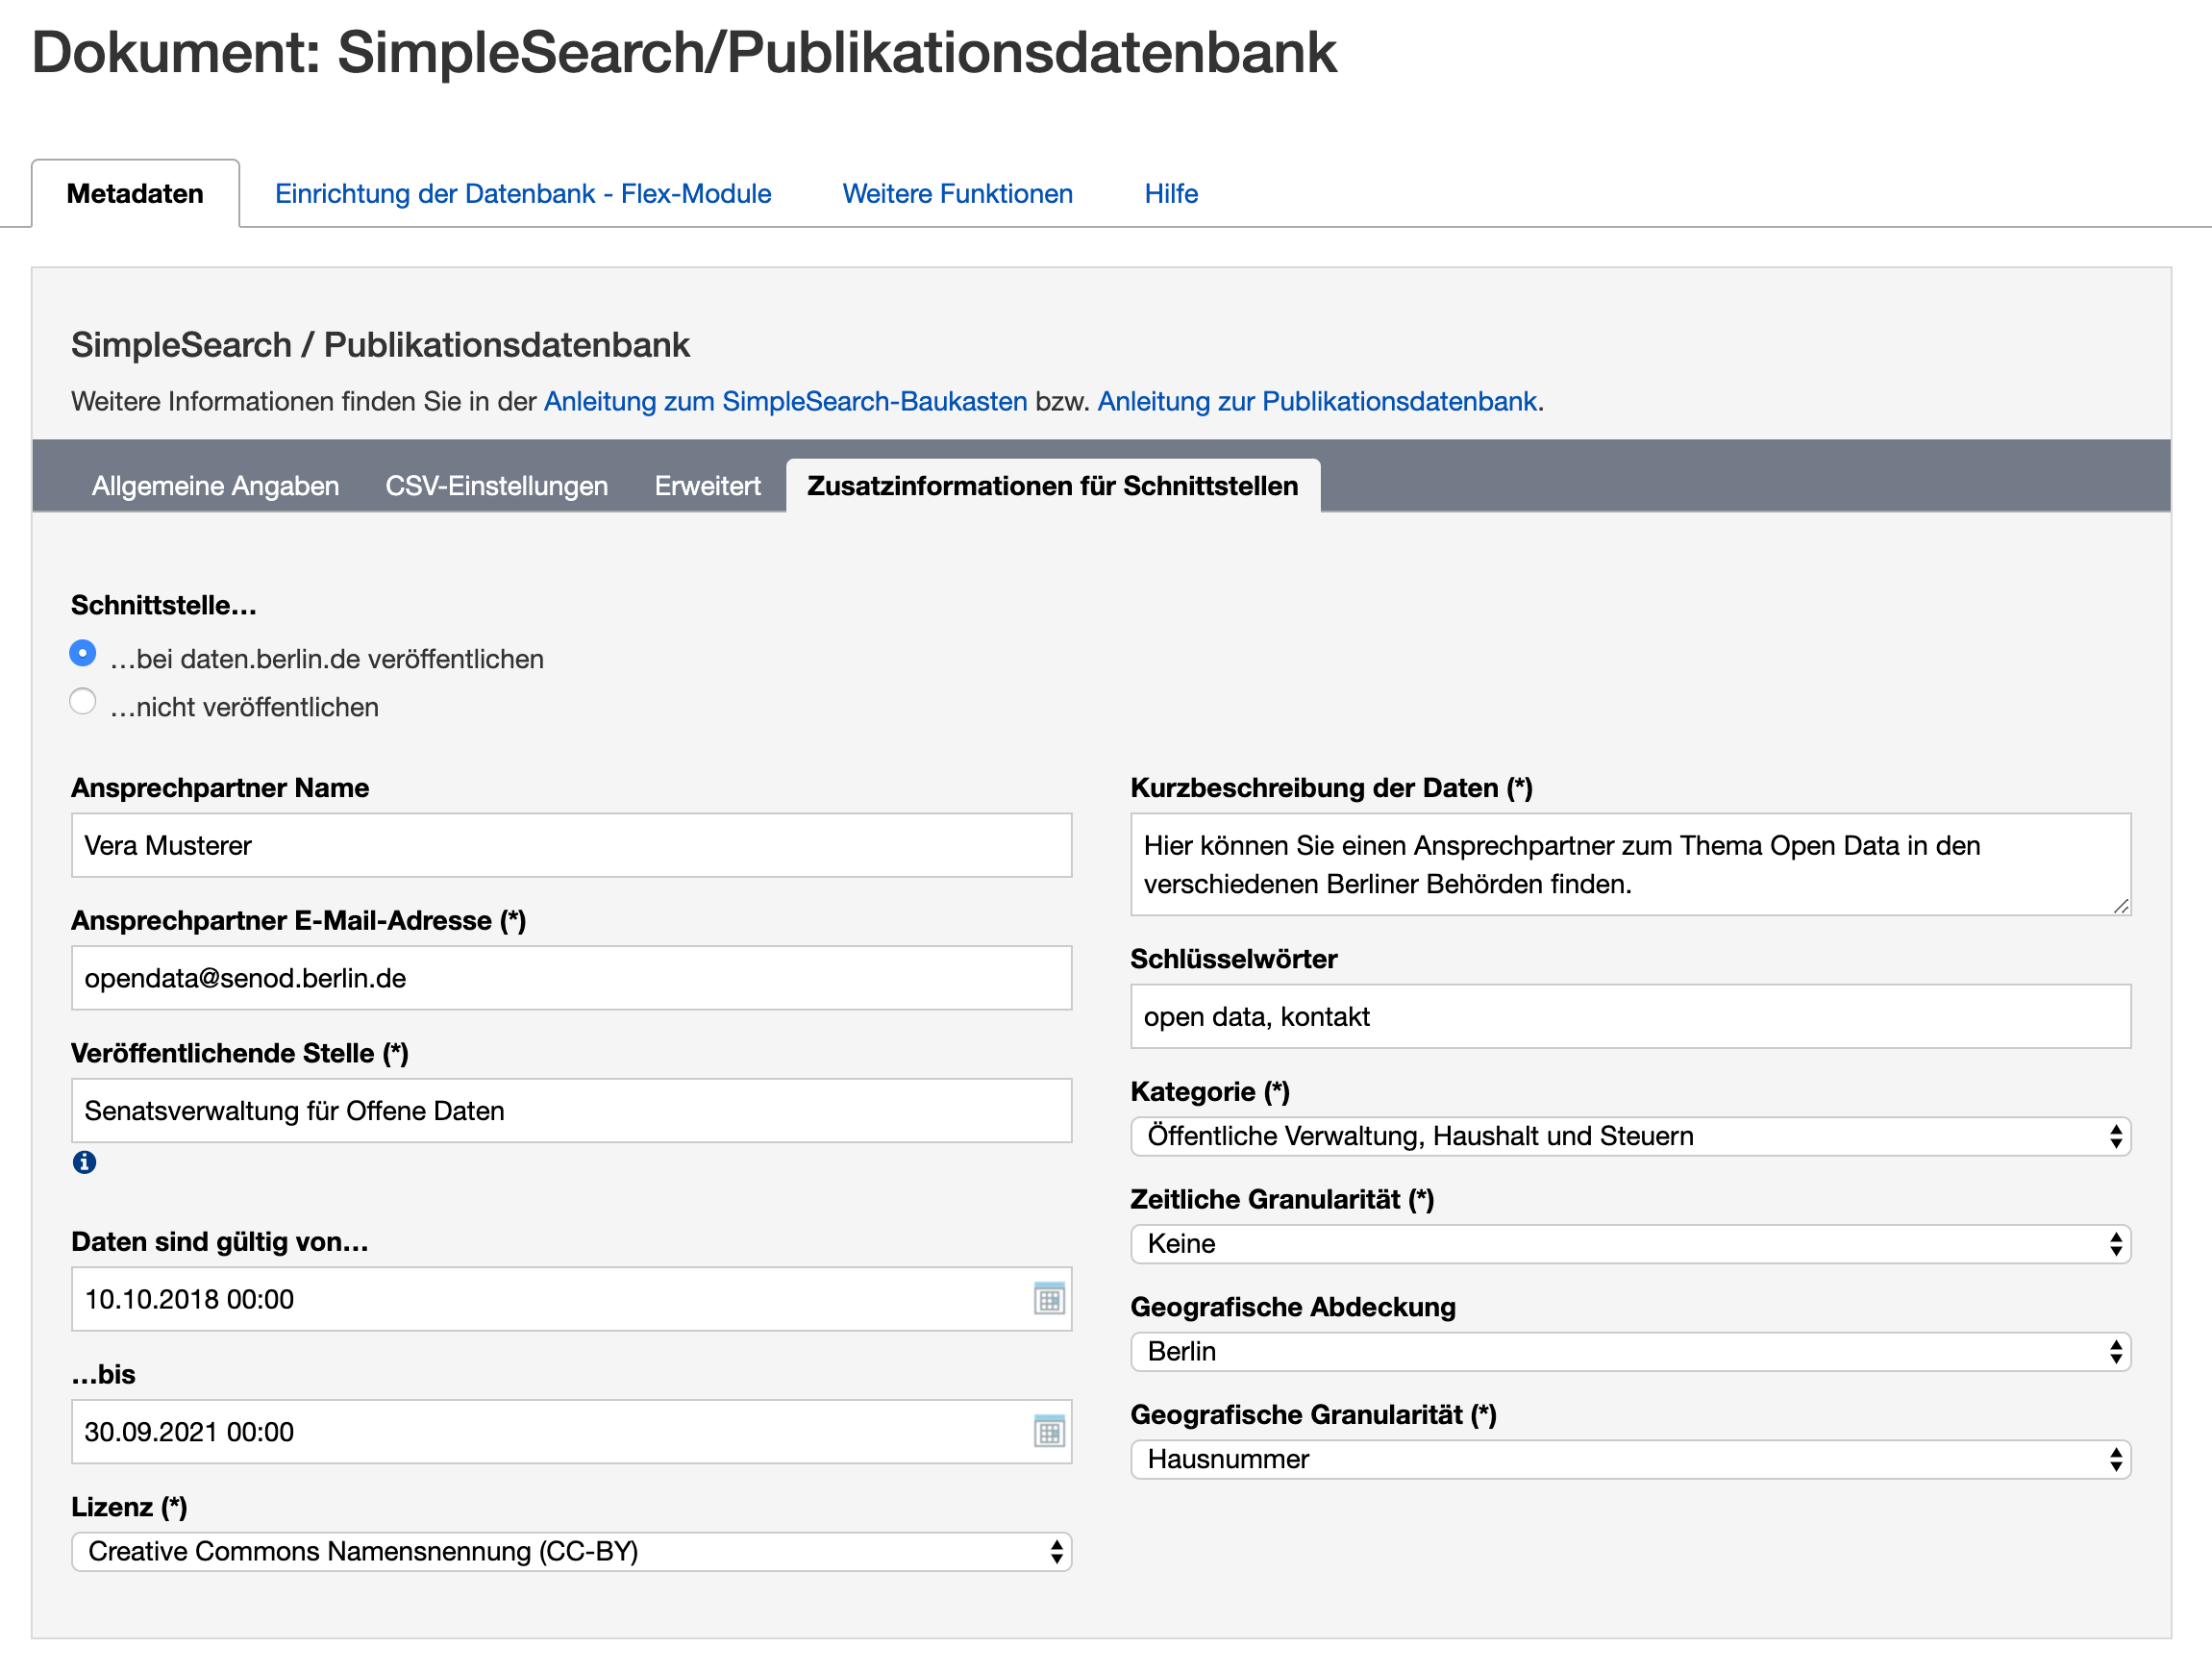 Dokument: SimpleSearch/Publikationsdatenbank
Metadaten
Einrichtung der Datenbank - Flex-Module
Weitere Funktionen
Hilfe
SimpleSearch / Publikationsdatenbank
Weitere Informationen finden Sie in der Anleitung zum SimpleSearch-Baukasten bzw. Anleitung zur Publikationsdatenbank.
Allgemeine Angaben
CSV-Einstellungen
Erweitert
Zusatzinformationen für Schnittstellen
Schnittstelle…
…bei daten.berlin.de veröffentlichen
…nicht veröffentlichen
Ansprechpartner Name
Vera Musterer
Ansprechpartner E-Mail-Adresse (*)
opendata@senod.berlin.de
Veröffentlichende Stelle (*)
Senatsverwaltung für Offene Daten
Daten sind gültig von…
10.10.2018 00:00
…bis
30.09.2021 00:00
Lizenz (*)
Creative Commons Namensnennung (CC-BY)
Kurzbeschreibung der Daten (*)
Hier können Sie einen Ansprechpartner zum Thema Open Data in den
verschiedenen Berliner Behörden finden.
Schlüsselwörter
open data, kontakt
Kategorie (*)
Öffentliche Verwaltung, Haushalt und Steuern
Zeitliche Granularität (*)
Keine
Geografische Abdeckung
Berlin
Geografische Granularität (*)
Hausnummer